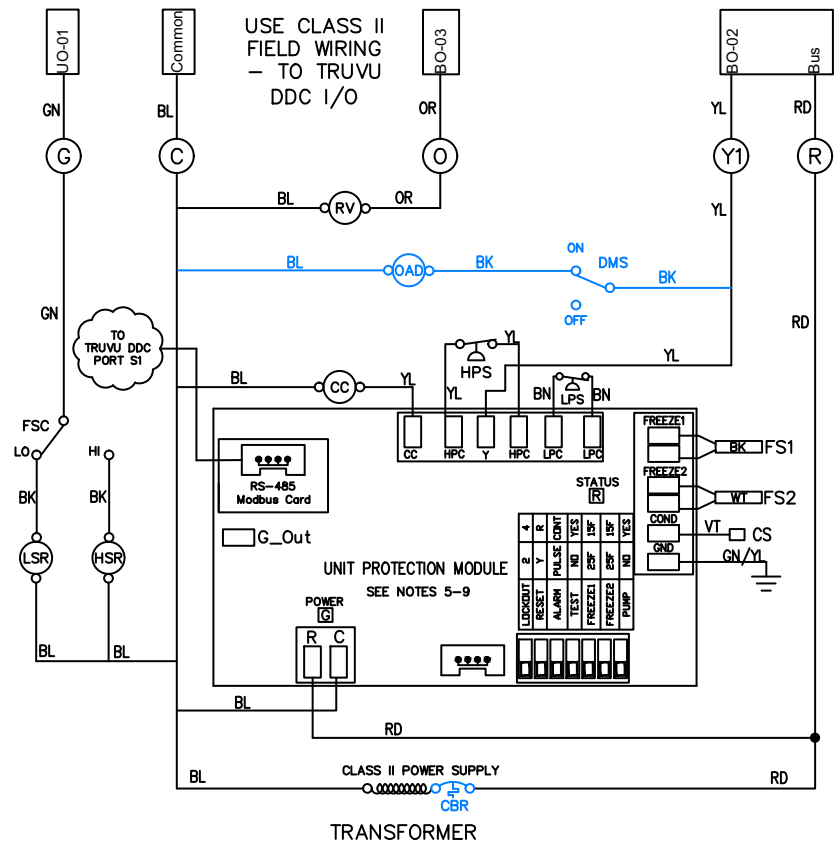 UO-01
Common
USE CLASS II
FIELD WIRING
- TO TRUVU
DDC I/O
BO-03
BO-02
Bus
GN
BL
OR
YL
RD
G
C
O
Y1
R
BL
RV
OR
YL
BL
OAD
BK
ON
DMS
BK
OFF
GN
TO
TRUVU DDC
PORT S1
RD
YL
HPS
YL
BL
CC
YL
YL
BN
LPS
BN
FSC
LO
HI
CC
HPC
Y
HPC
LPC
LPC
FREEZE1
BK
FS1
FREEZE2
WT
FS2
COND
VT
CS
GND
GN/YL
RS-485
Modbus Card
STATUS
R
BK
BK
G_Out
LSR
HSR
UNIT PROTECTION MODULE
SEE NOTES 5-9
LOCKOUT 2 4
RESET Y R
ALARM PULSE CONT
TEST NO YES
FREEZE1 25F 15F
FREEZE2 25F 15F
PUMP NO YES
POWER
G
R C
BL
BL
BL
RD
CLASS II POWER SUPPLY
BL
RD
CBR
TRANSFORMER